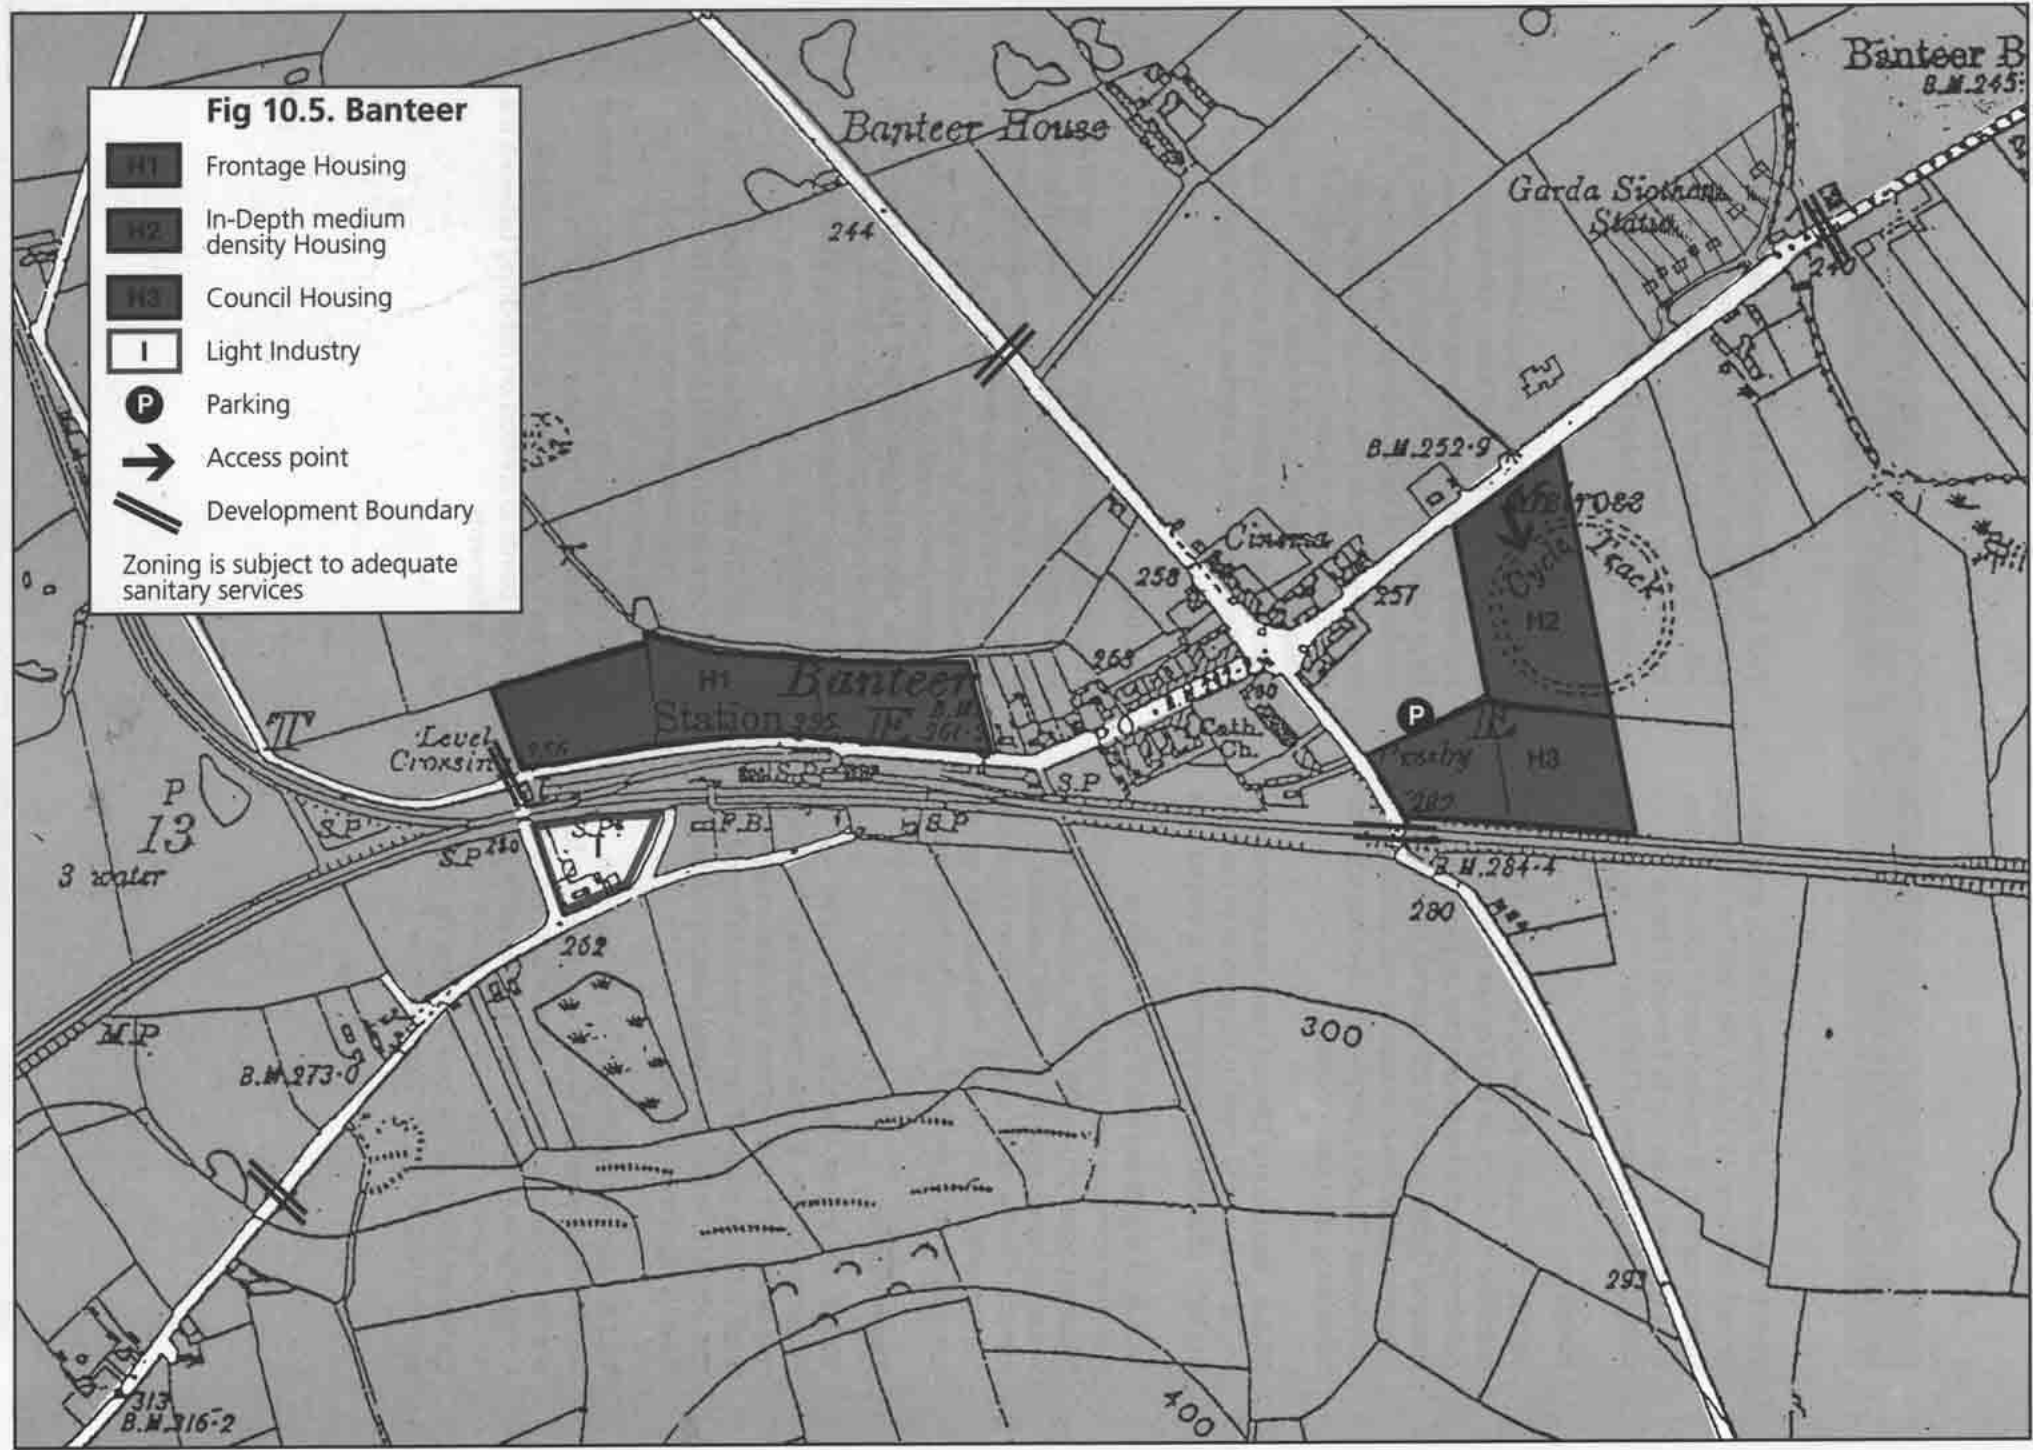 Fig 10.5. Banteer
H1 Frontage Housing
H2 In-Depth medium
density Housing
H3 Council Housing
I Light Industry
P Parking
Access point
Development Boundary
Zoning is subject to adequate
sanitary services
Banteer B
B.M.245
Banteer House
Garda Siothcana
Station
244
240
B.M.252·9
Cinema
258
257
Cycle Track
H2
263
H1
Banteer
Station
T
Level
Crossing
Cath.
Ch.
P
H3
S.P
S.P
P
13
3 water
S.P
S.P
I
F.B.
S.P
B.M.284·4
280
262
M.P
B.M.273·0
300
293
400
313
B.M.316·2